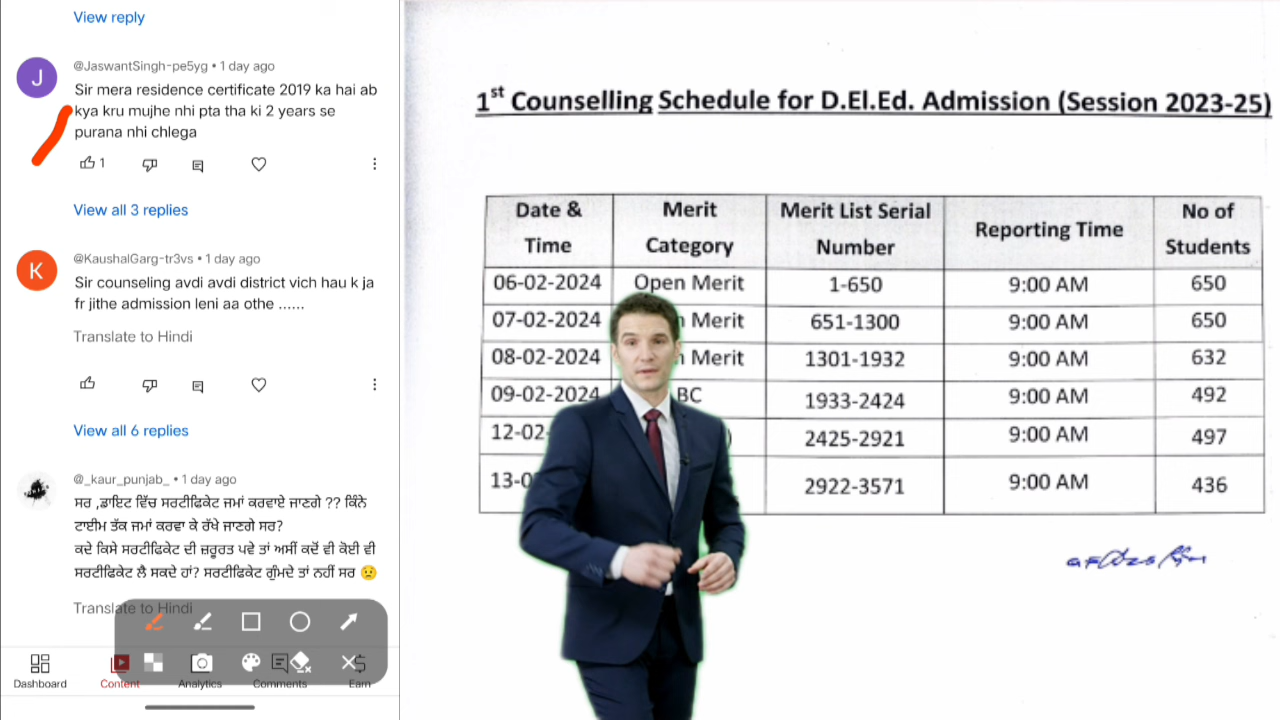 View reply
@JaswantSingh-pe5yg • 1 day ago
Sir mera residence certificate 2019 ka hai ab
kya kru mujhe nhi pta tha ki 2 years se
purana nhi chlega
1
View all 3 replies
@KaushalGarg-tr3vs • 1 day ago
Sir counseling avdi avdi district vich hau k ja
fr jithe admission leni aa othe ......
Translate to Hindi
View all 6 replies
@_kaur_punjab_ • 1 day ago
ਸਰ ,ਡਾਇਟ ਵਿੱਚ ਸਰਟੀਫਿਕੇਟ ਜਮਾਂ ਕਰਵਾਏ ਜਾਣਗੇ ?? ਕਿੰਨੇ
ਟਾਈਮ ਤੱਕ ਜਮਾਂ ਕਰਵਾ ਕੇ ਰੱਖੇ ਜਾਣਗੇ ਸਰ?
ਕਦੇ ਕਿਸੇ ਸਰਟੀਫਿਕੇਟ ਦੀ ਜ਼ਰੂਰਤ ਪਵੇ ਤਾਂ ਅਸੀਂ ਕਦੋਂ ਵੀ ਕੋਈ ਵੀ
ਸਰਟੀਫਿਕੇਟ ਲੈ ਸਕਦੇ ਹਾਂ? ਸਰਟੀਫਿਕੇਟ ਗੁੰਮਦੇ ਤਾਂ ਨਹੀਂ ਸਰ 😟
Translate to Hindi
Dashboard Content Analytics Comments Earn
1st Counselling Schedule for D.El.Ed. Admission (Session 2023-25)
Date & Time Merit Category Merit List Serial Number Reporting Time No of Students
06-02-2024 Open Merit 1-650 9:00 AM 650
07-02-2024 Merit 651-1300 9:00 AM 650
08-02-2024 Merit 1301-1932 9:00 AM 632
09-02-2024 BC 1933-2424 9:00 AM 492
12-02- 2425-2921 9:00 AM 497
13-0 2922-3571 9:00 AM 436